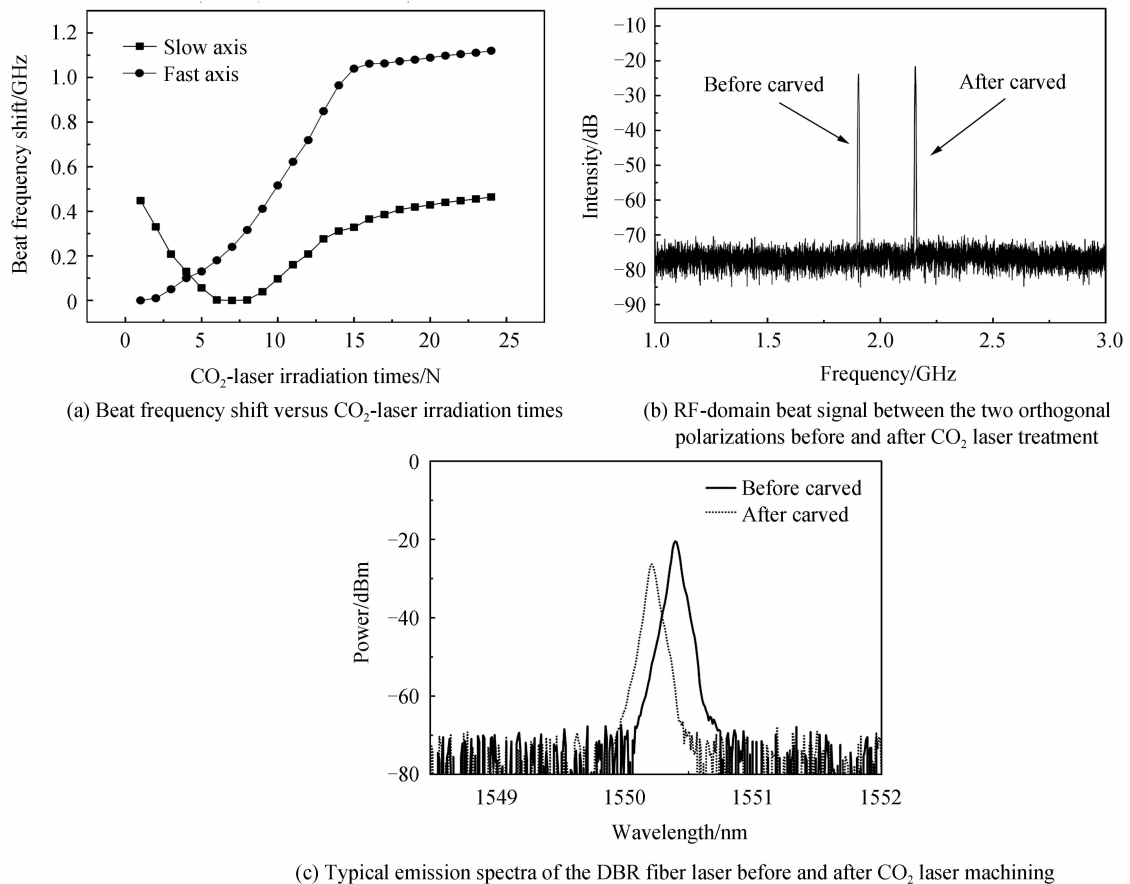 1.2
1.0
0.8
0.6
0.4
0.2
0
Beat frequency shift/GHz
Slow axis
Fast axis
0 5 10 15 20 25
CO₂-laser irradiation times/N
(a) Beat frequency shift versus CO₂-laser irradiation times
−10
−20
−30
−40
−50
−60
−70
−80
−90
Intensity/dB
Before carved
After carved
1.0 1.5 2.0 2.5 3.0
Frequency/GHz
(b) RF-domain beat signal between the two orthogonal
polarizations before and after CO₂ laser treatment
0
−20
−40
−60
−80
Power/dBm
Before carved
After carved
1549 1550 1551 1552
Wavelength/nm
(c) Typical emission spectra of the DBR fiber laser before and after CO₂ laser machining